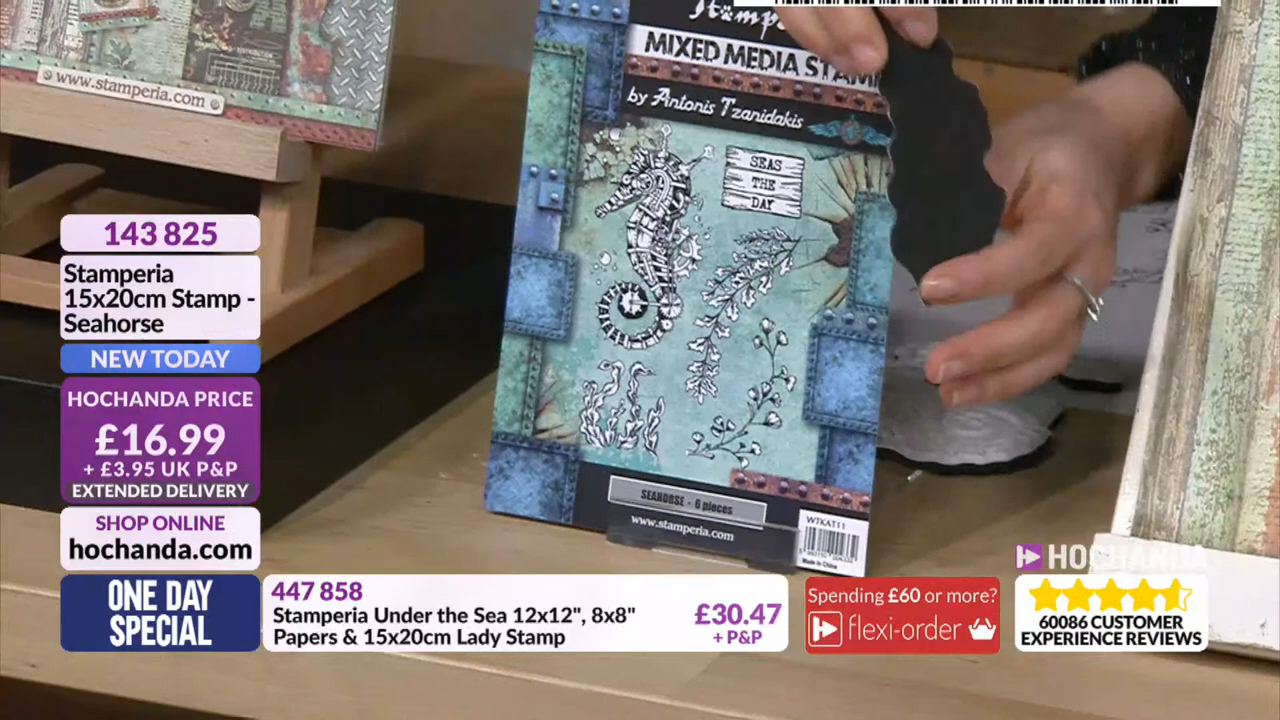 www.stamperia.com
MIXED MEDIA
by Antonis Tzanidakis
SEAS
THE
DAY
SEAHORSE - 6 pieces
www.stamperia.com
WTKAT11
Made in China
143 825
Stamperia
15x20cm Stamp -
Seahorse
NEW TODAY
HOCHANDA PRICE
£16.99
+ £3.95 UK P&P
EXTENDED DELIVERY
SHOP ONLINE
hochanda.com
ONE DAY
SPECIAL
447 858
Stamperia Under the Sea 12x12", 8x8"
Papers & 15x20cm Lady Stamp
£30.47
+ P&P
Spending £60 or more?
flexi-order
HOCHANDA
60086 CUSTOMER
EXPERIENCE REVIEWS